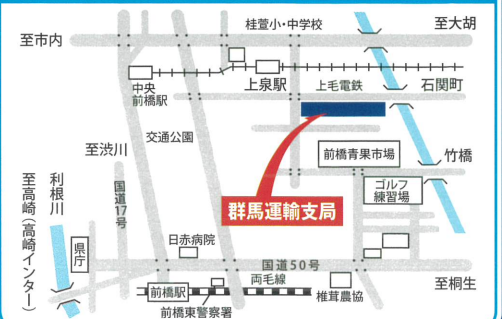 桂萱小・中学校
至大胡
至市内
上泉駅
上毛電鉄
石関町
中央
前橋駅
交通公園
至渋川
前橋青果市場
竹橋
国道17号
利根川
至高崎(高崎インター)
ゴルフ
練習場
群馬運輸支局
県庁
日赤病院
国道50号
両毛線
前橋駅
前橋東警察署
椎茸農協
至桐生